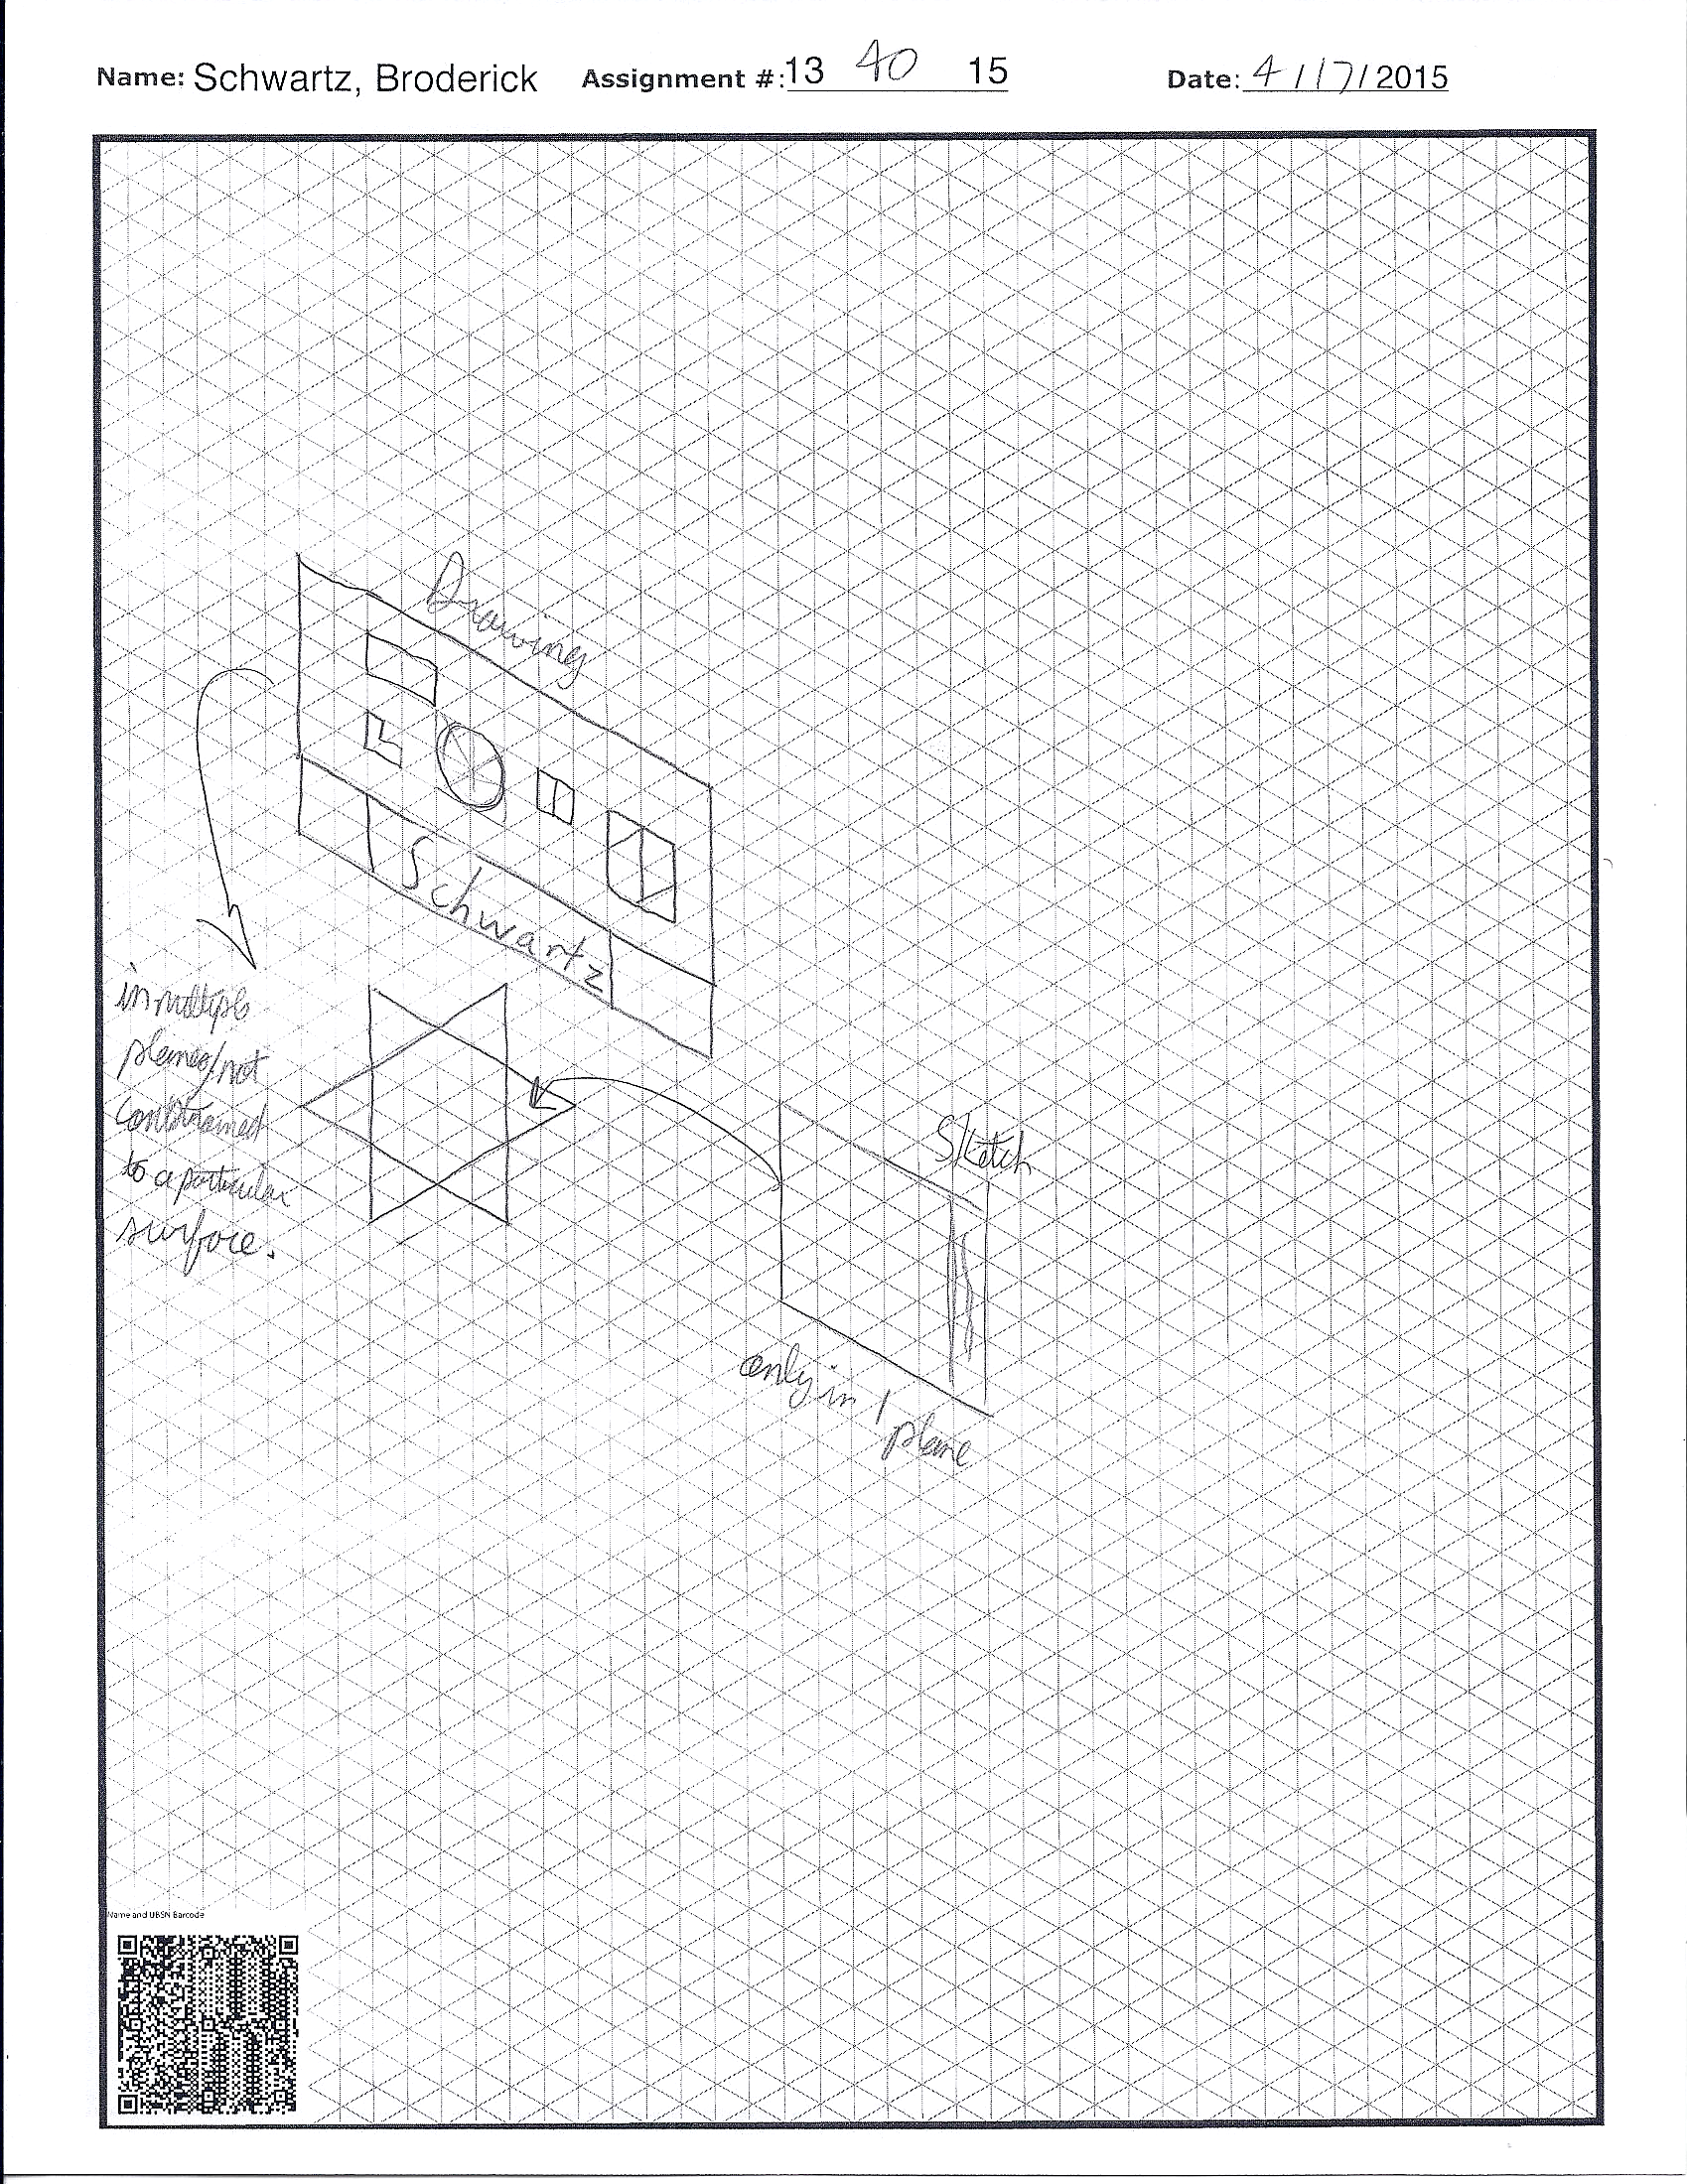 Name: Schwartz, Broderick Assignment #: 13 40 15 Date: 4/17/2015
Drawing
Schwartz
in multiple
planes/not
constrained
to a particular
surface.
Sketch
only in 1
plane
Name and UBSN Barcode